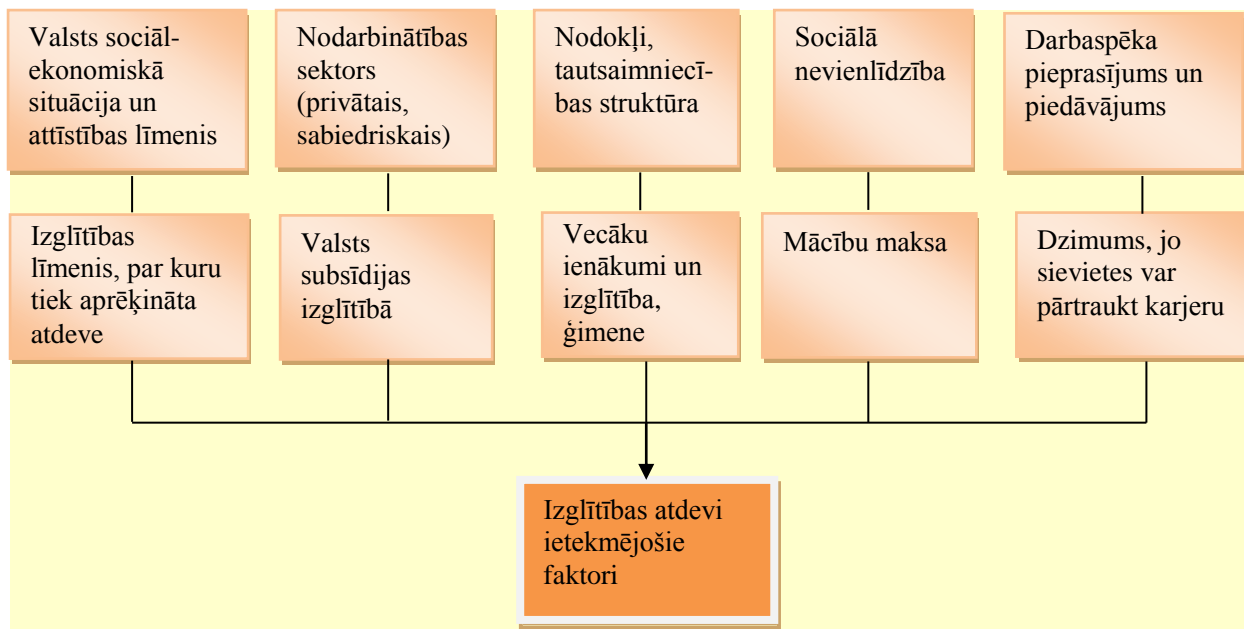 Valsts sociāl-
ekonomiskā
situācija un
attīstības līmenis
Nodarbinātības
sektors
(privātais,
sabiedriskais)
Nodokļi,
tautsaimniecī-
bas struktūra
Sociālā
nevienlīdzība
Darbaspēka
pieprasījums un
piedāvājums
Izglītības
līmenis, par kuru
tiek aprēķināta
atdeve
Valsts
subsīdijas
izglītībā
Vecāku
ienākumi un
izglītība,
ģimene
Mācību maksa
Dzimums, jo
sievietes var
pārtraukt karjeru
Izglītības atdevi
ietekmējošie
faktori